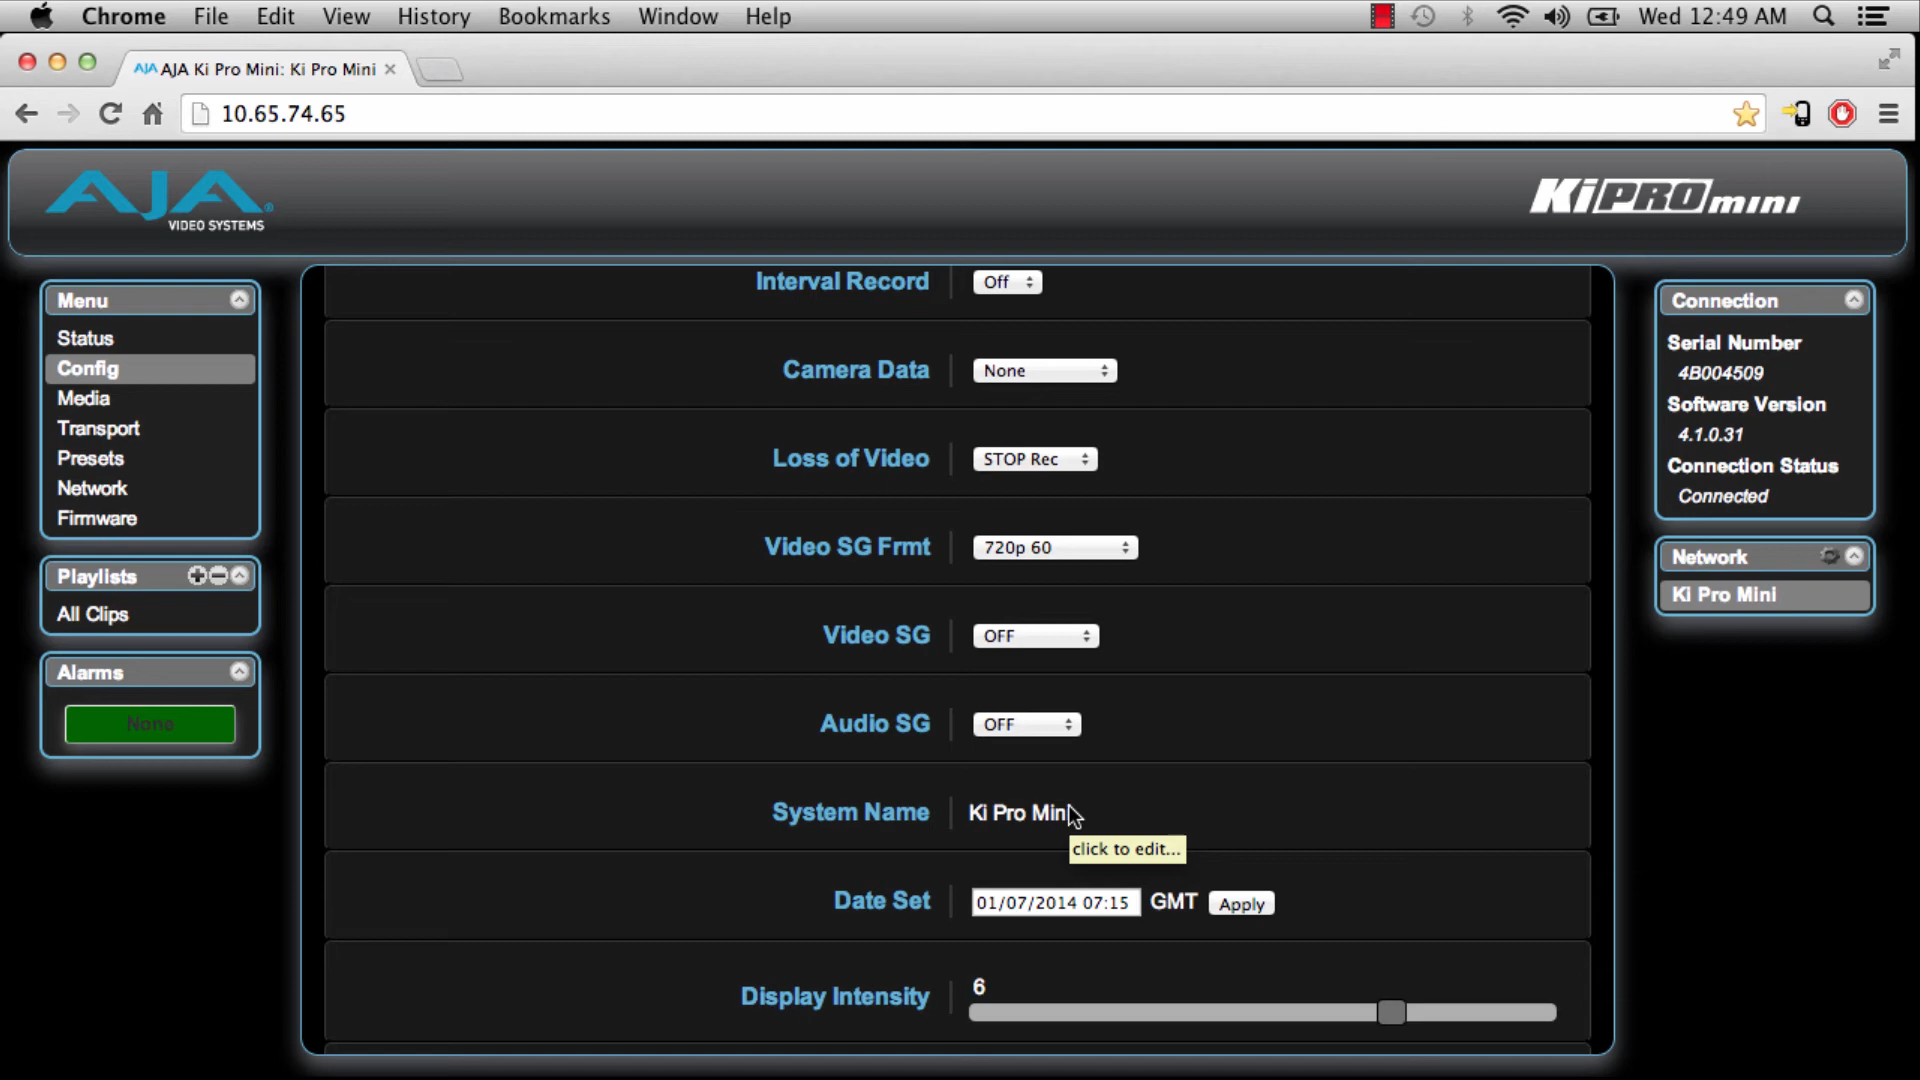 Chrome File Edit View History Bookmarks Window Help Wed 12:49 AM
AJA AJA Ki Pro Mini: Ki Pro Mini
10.65.74.65
AJA
VIDEO SYSTEMS
Ki PRO mini
Menu
Status
Config
Media
Transport
Presets
Network
Firmware
Playlists
All Clips
Alarms
None
Interval Record Off
Camera Data None
Loss of Video STOP Rec
Video SG Frmt 720p 60
Video SG OFF
Audio SG OFF
System Name Ki Pro Mini
click to edit...
Date Set 01/07/2014 07:15 GMT Apply
Display Intensity 6
Connection
Serial Number
4B004509
Software Version
4.1.0.31
Connection Status
Connected
Network
Ki Pro Mini